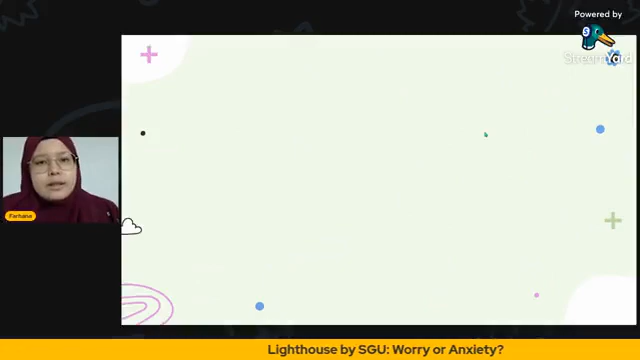 Powered by
S
StreamYard
Farhana
Lighthouse by SGU: Worry or Anxiety?